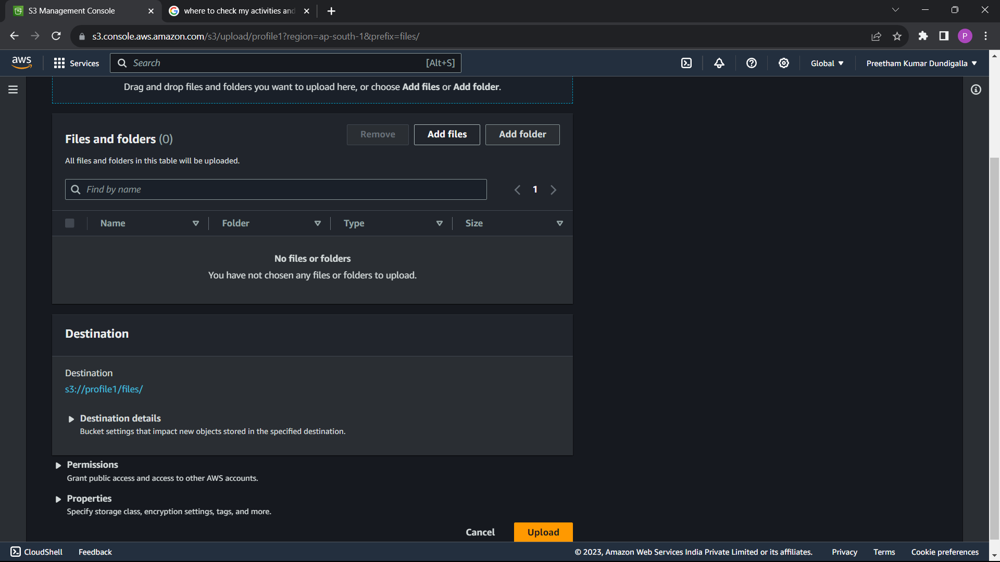 S3 Management Console
where to check my activities and
s3.console.aws.amazon.com/s3/upload/profile1?region=ap-south-1&prefix=files/
P
aws
Services
Search
[Alt+S]
Global
Preetham Kumar Dundigalla
Drag and drop files and folders you want to upload here, or choose Add files or Add folder.
Files and folders (0)
Remove
Add files
Add folder
All files and folders in this table will be uploaded.
Find by name
1
Name
Folder
Type
Size
No files or folders
You have not chosen any files or folders to upload.
Destination
Destination
s3://profile1/files/
Destination details
Bucket settings that impact new objects stored in the specified destination.
Permissions
Grant public access and access to other AWS accounts.
Properties
Specify storage class, encryption settings, tags, and more.
Cancel
Upload
CloudShell
Feedback
© 2023, Amazon Web Services India Private Limited or its affiliates.
Privacy
Terms
Cookie preferences